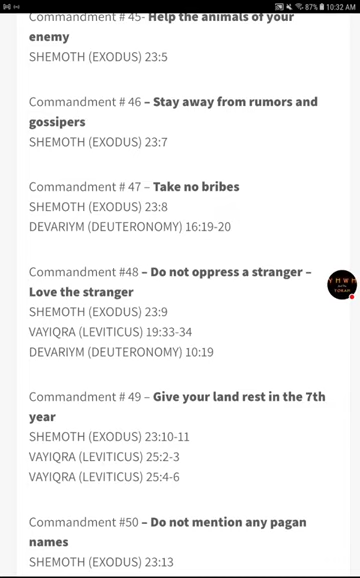 87% 10:32 AM
Commandment # 45- Help the animals of your
enemy
SHEMOTH (EXODUS) 23:5
Commandment # 46 – Stay away from rumors and
gossipers
SHEMOTH (EXODUS) 23:7
Commandment # 47 – Take no bribes
SHEMOTH (EXODUS) 23:8
DEVARIYM (DEUTERONOMY) 16:19-20
Commandment #48 – Do not oppress a stranger –
Love the stranger
SHEMOTH (EXODUS) 23:9
VAYIQRA (LEVITICUS) 19:33-34
DEVARIYM (DEUTERONOMY) 10:19
Commandment # 49 – Give your land rest in the 7th
year
SHEMOTH (EXODUS) 23:10-11
VAYIQRA (LEVITICUS) 25:2-3
VAYIQRA (LEVITICUS) 25:4-6
Commandment #50 – Do not mention any pagan
names
SHEMOTH (EXODUS) 23:13